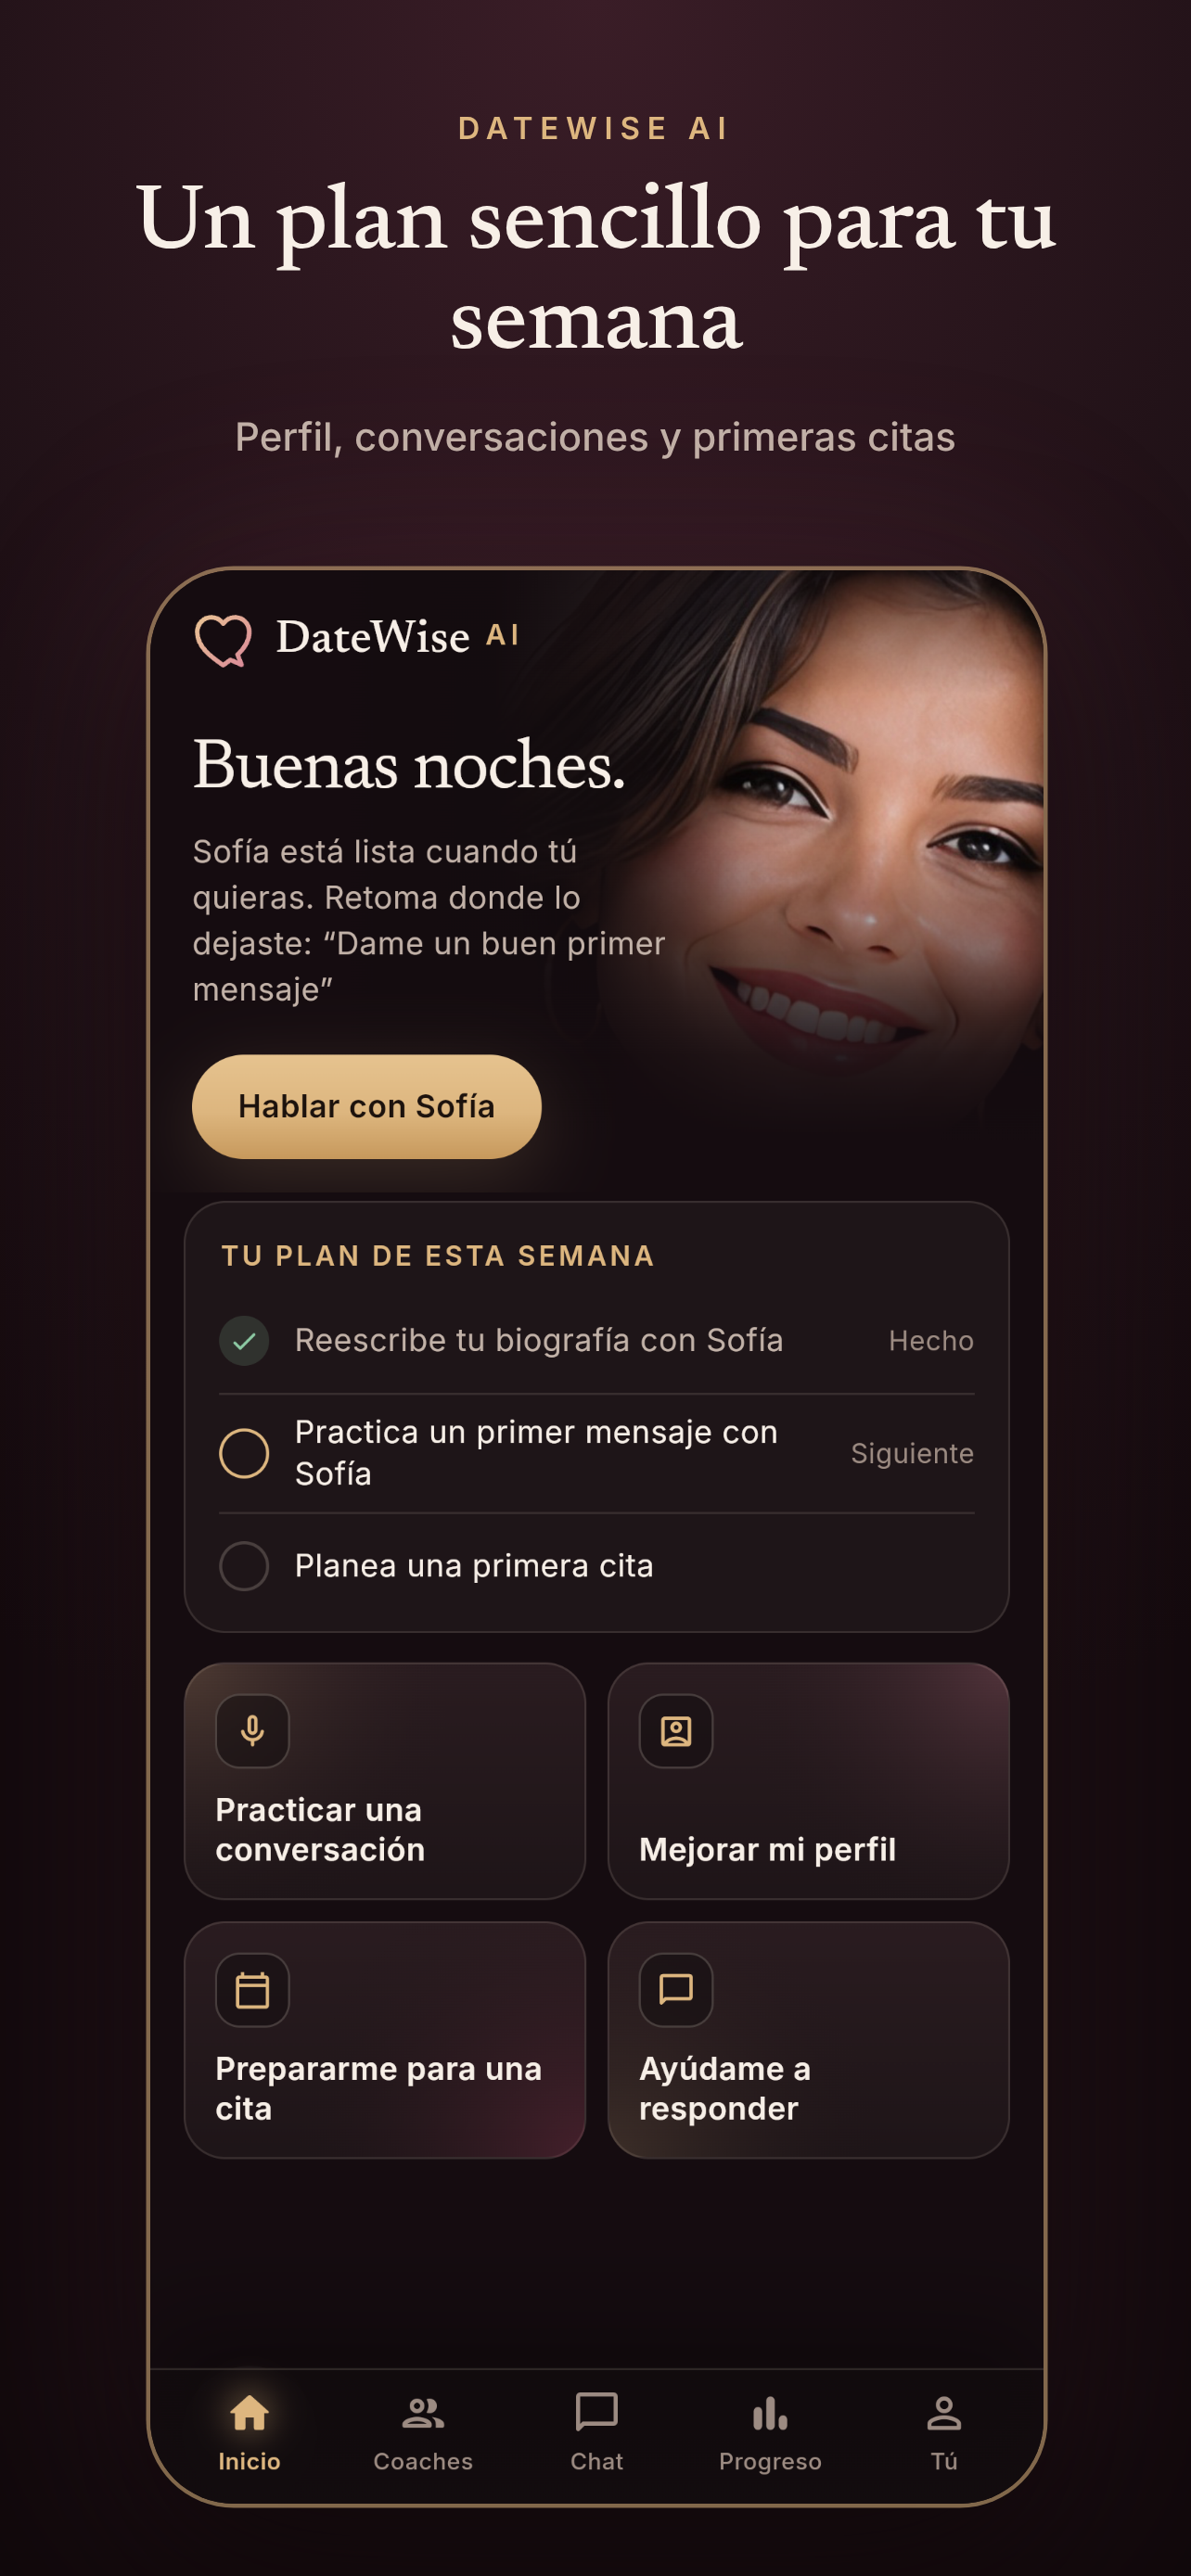 DATEWISE AI
Un plan sencillo para tu
semana
Perfil, conversaciones y primeras citas
DateWise AI
Buenas noches.
Sofía está lista cuando tú
quieras. Retoma donde lo
dejaste: “Dame un buen primer
mensaje”
Hablar con Sofía
TU PLAN DE ESTA SEMANA
Reescribe tu biografía con Sofía Hecho
Practica un primer mensaje con
Sofía
Siguiente
Planea una primera cita
Practicar una
conversación
Mejorar mi perfil
Prepararme para una
cita
Ayúdame a
responder
Inicio Coaches Chat Progreso Tú